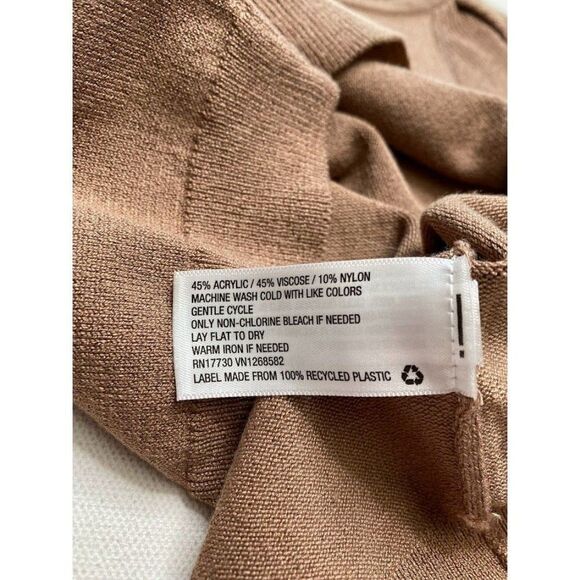 45% ACRYLIC / 45% VISCOSE / 10% NYLON
MACHINE WASH COLD WITH LIKE COLORS
GENTLE CYCLE
ONLY NON-CHLORINE BLEACH IF NEEDED
LAY FLAT TO DRY
WARM IRON IF NEEDED
RN17730 VN1268582
LABEL MADE FROM 100% RECYCLED PLASTIC